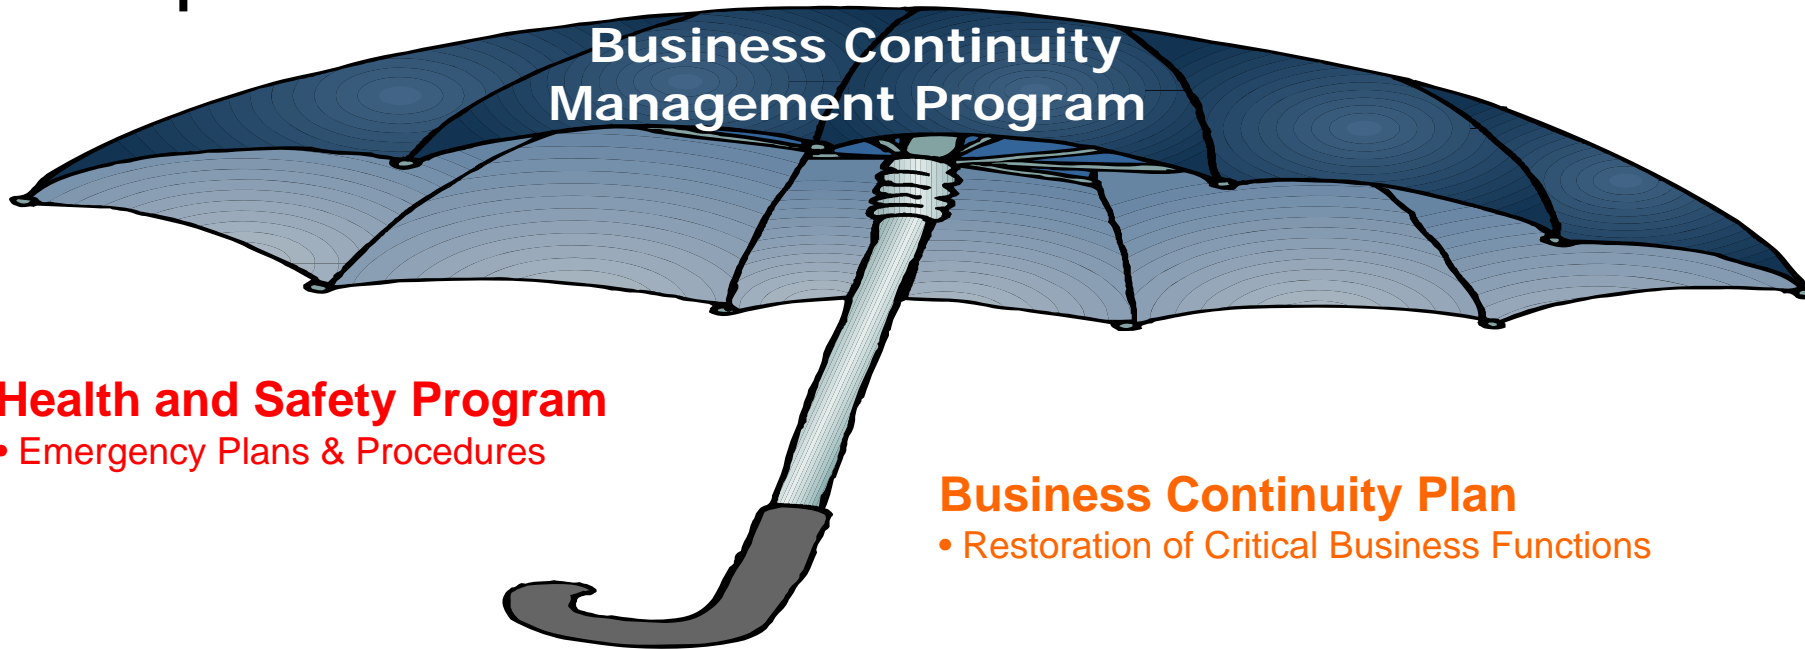 Business Continuity
Management Program
Health and Safety Program
• Emergency Plans & Procedures
Business Continuity Plan
• Restoration of Critical Business Functions